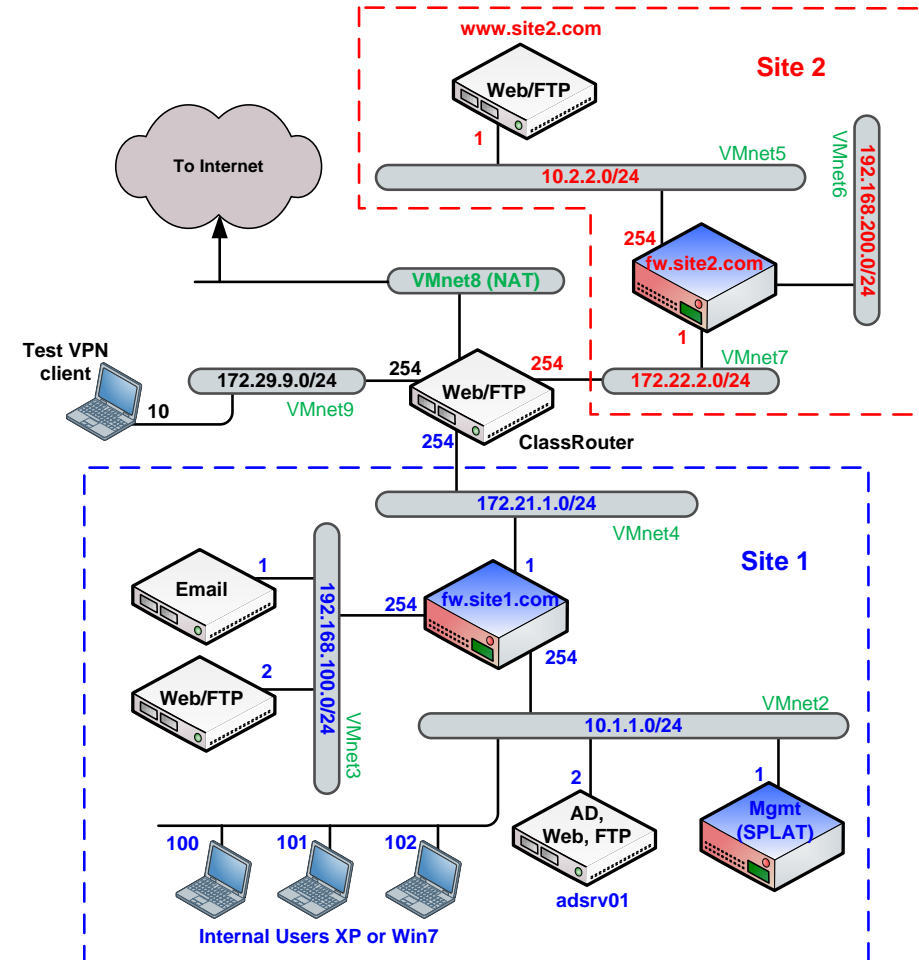 www.site2.com
Site 2
Web/FTP
1
VMnet5
10.2.2.0/24
VMnet6
192.168.200.0/24
To Internet
254
fw.site2.com
VMnet8 (NAT)
1
VMnet7
172.22.2.0/24
Test VPN
client
10
172.29.9.0/24
VMnet9
254
254
Web/FTP
254
ClassRouter
172.21.1.0/24
VMnet4
Site 1
1
Email
1
192.168.100.0/24
254
fw.site1.com
254
Web/FTP
2
VMnet3
VMnet2
10.1.1.0/24
2
1
AD,
Web, FTP
adsrv01
Mgmt
(SPLAT)
100
101
102
Internal Users XP or Win7